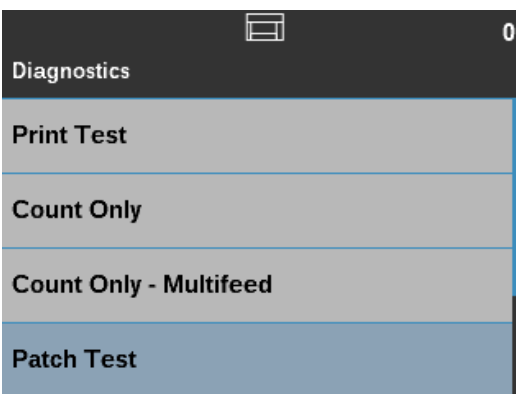 0
Diagnostics
Print Test
Count Only
Count Only - Multifeed
Patch Test